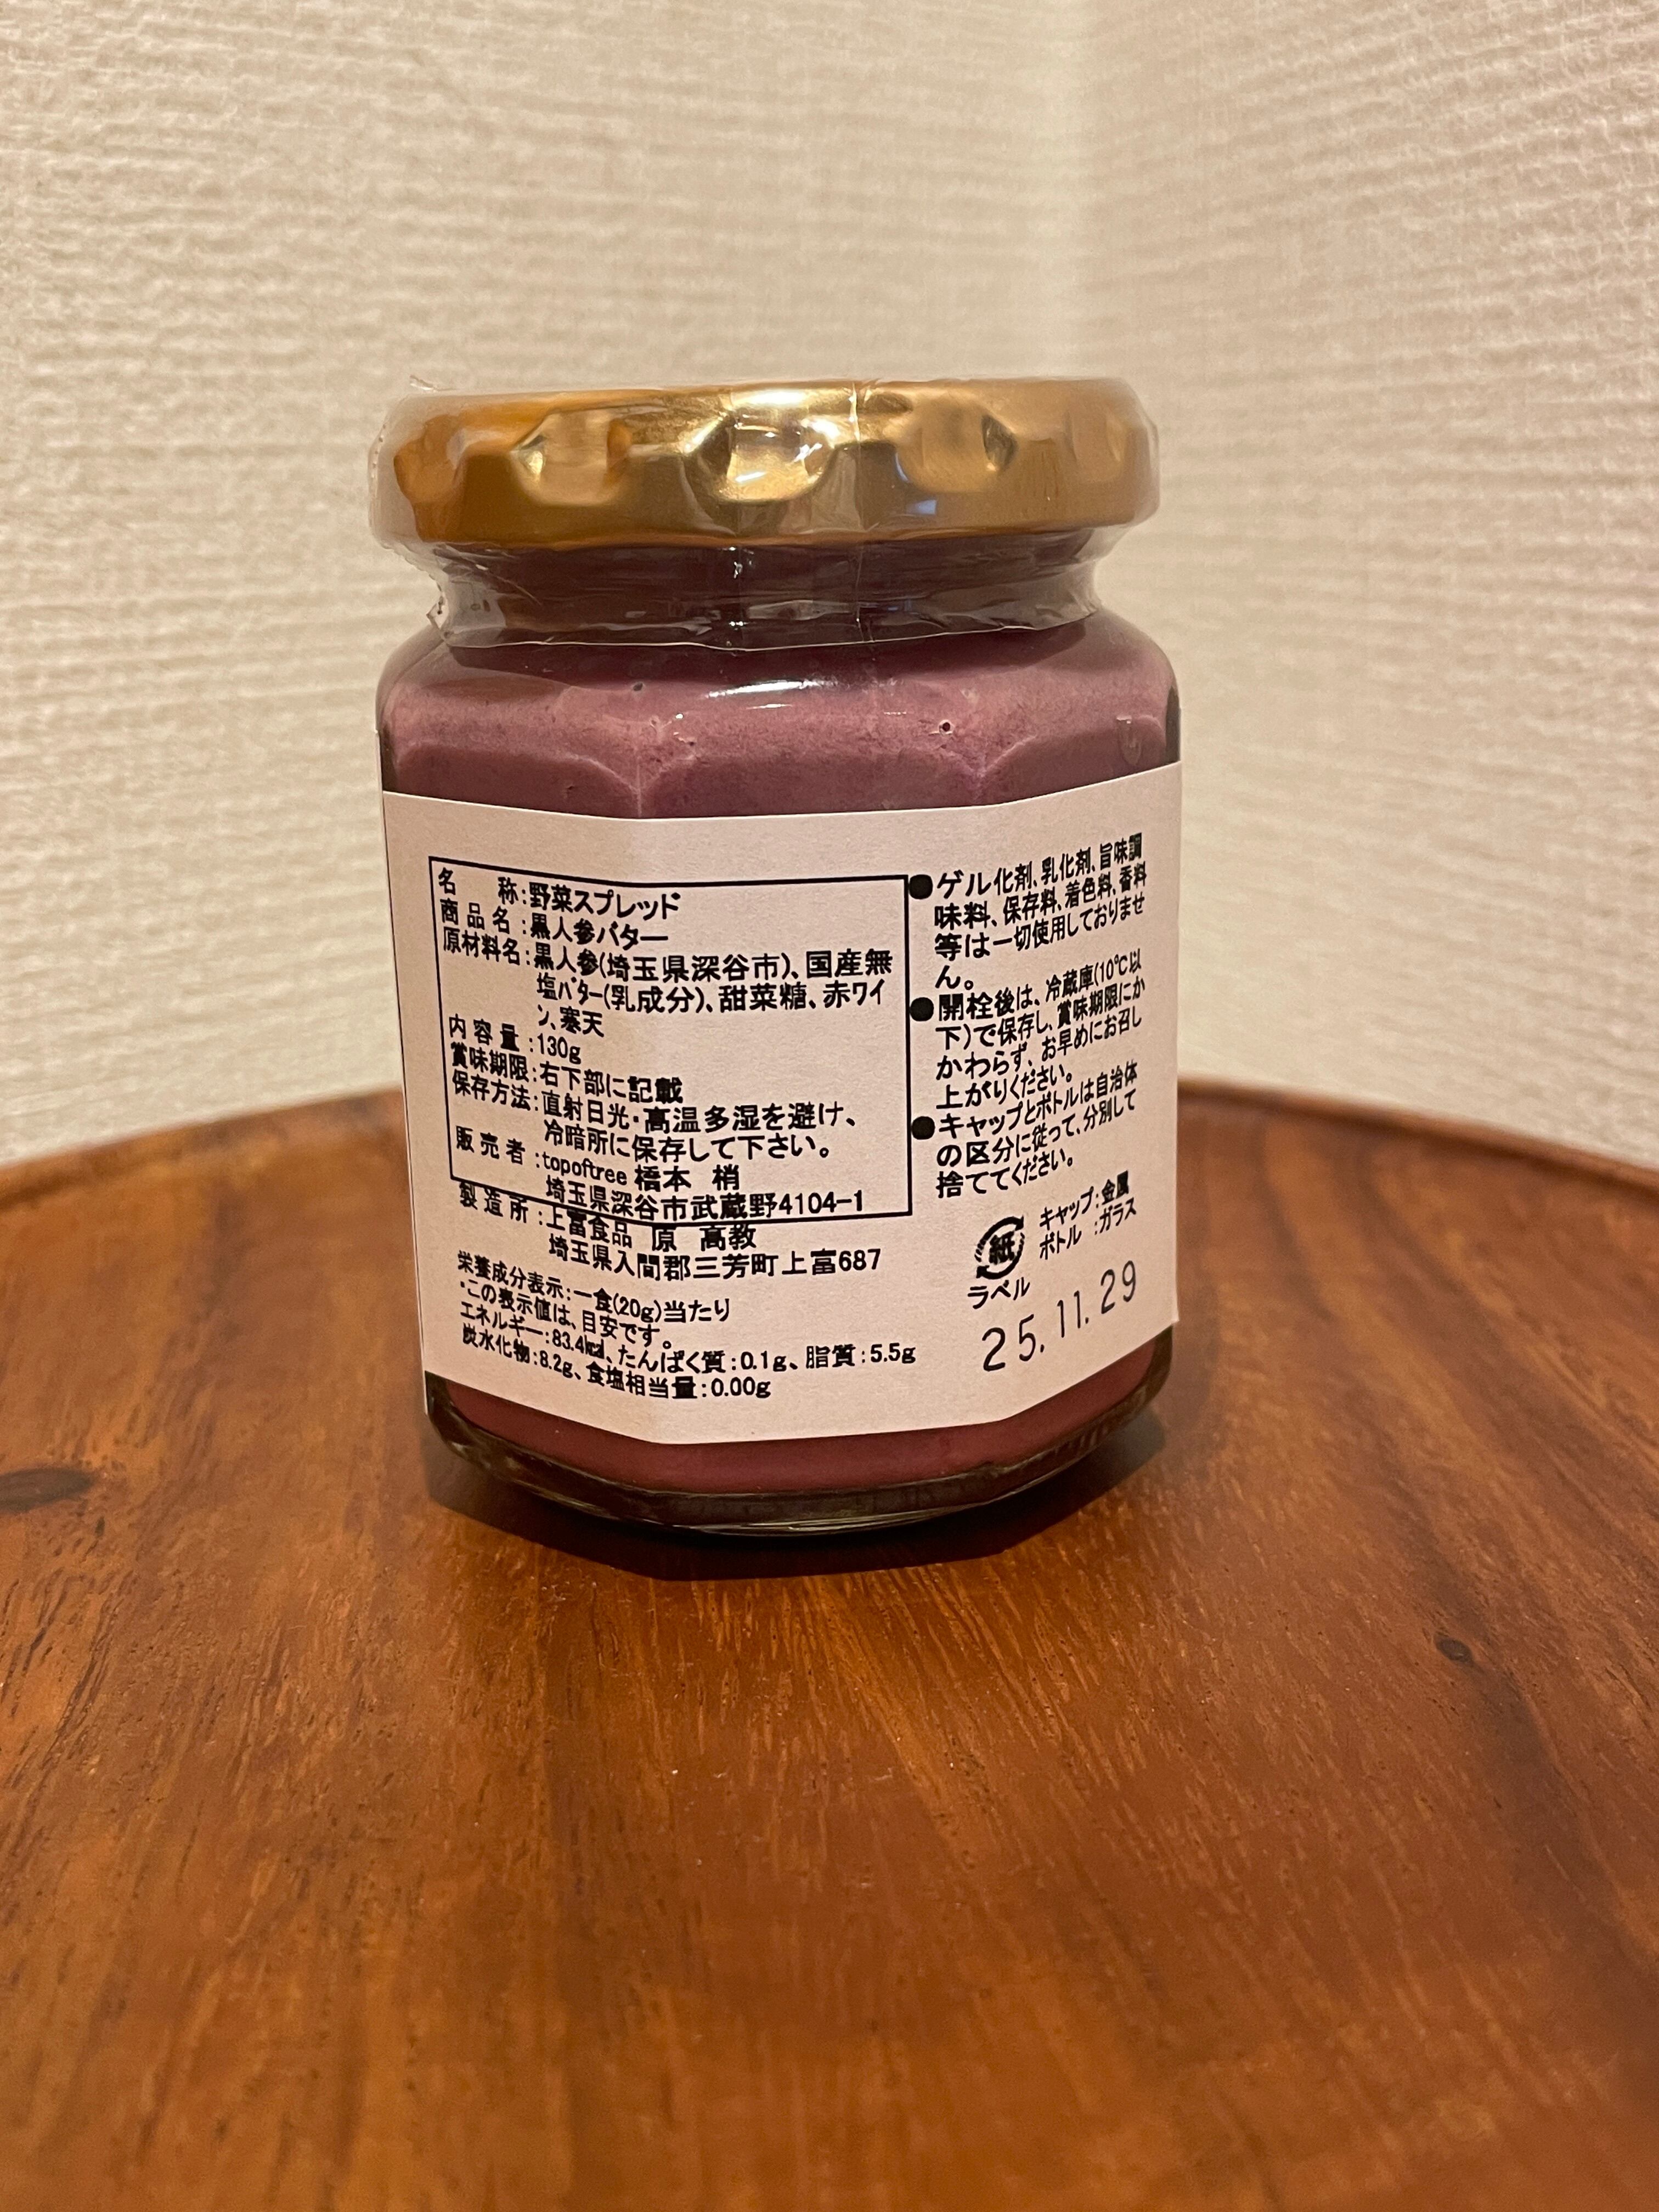 名 称:野菜スプレッド
商品名:黒人参バター
原材料名:黒人参(埼玉県深谷市)、国産無
塩バター(乳成分)、甜菜糖、赤ワイ
ン、寒天
内容量:130g
賞味期限:右下部に記載
保存方法:直射日光・高温多湿を避け、
冷暗所に保存して下さい。
販売者:topoftree 橋本 梢
埼玉県深谷市武蔵野4104-1
製造所:上富食品 原 高教
埼玉県入間郡三芳町上富687
栄養成分表示:一食(20g)当たり
・この表示値は、目安です。
エネルギー:83.4kcal、たんぱく質:0.1g、脂質:5.5g
炭水化物:8.2g、食塩相当量:0.00g
●ゲル化剤、乳化剤、旨味調
味料、保存料、着色料、香料
等は一切使用しておりませ
ん。
●開栓後は、冷蔵庫(10℃以
下)で保存し、賞味期限にか
かわらず、お早めにお召し
上がりください。
●キャップとボトルは自治体
の区分に従って、分別して
捨ててください。
紙
ラベル
キャップ:金属
ボトル :ガラス
25.11.29